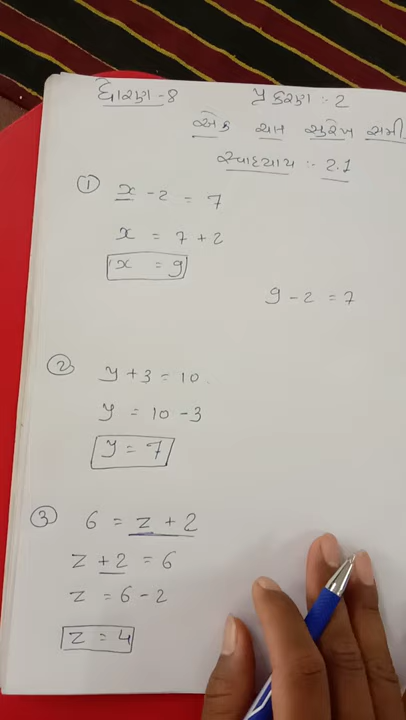 ધોરણ-8 પ્રકરણ :- 2
એક ચલ સુરેખ સમી
સ્વાધ્યાય :- 2.1
① x - 2 = 7
x = 7 + 2
x = 9
9 - 2 = 7
② y + 3 = 10
y = 10 - 3
y = 7
③ 6 = z + 2
z + 2 = 6
z = 6 - 2
z = 4